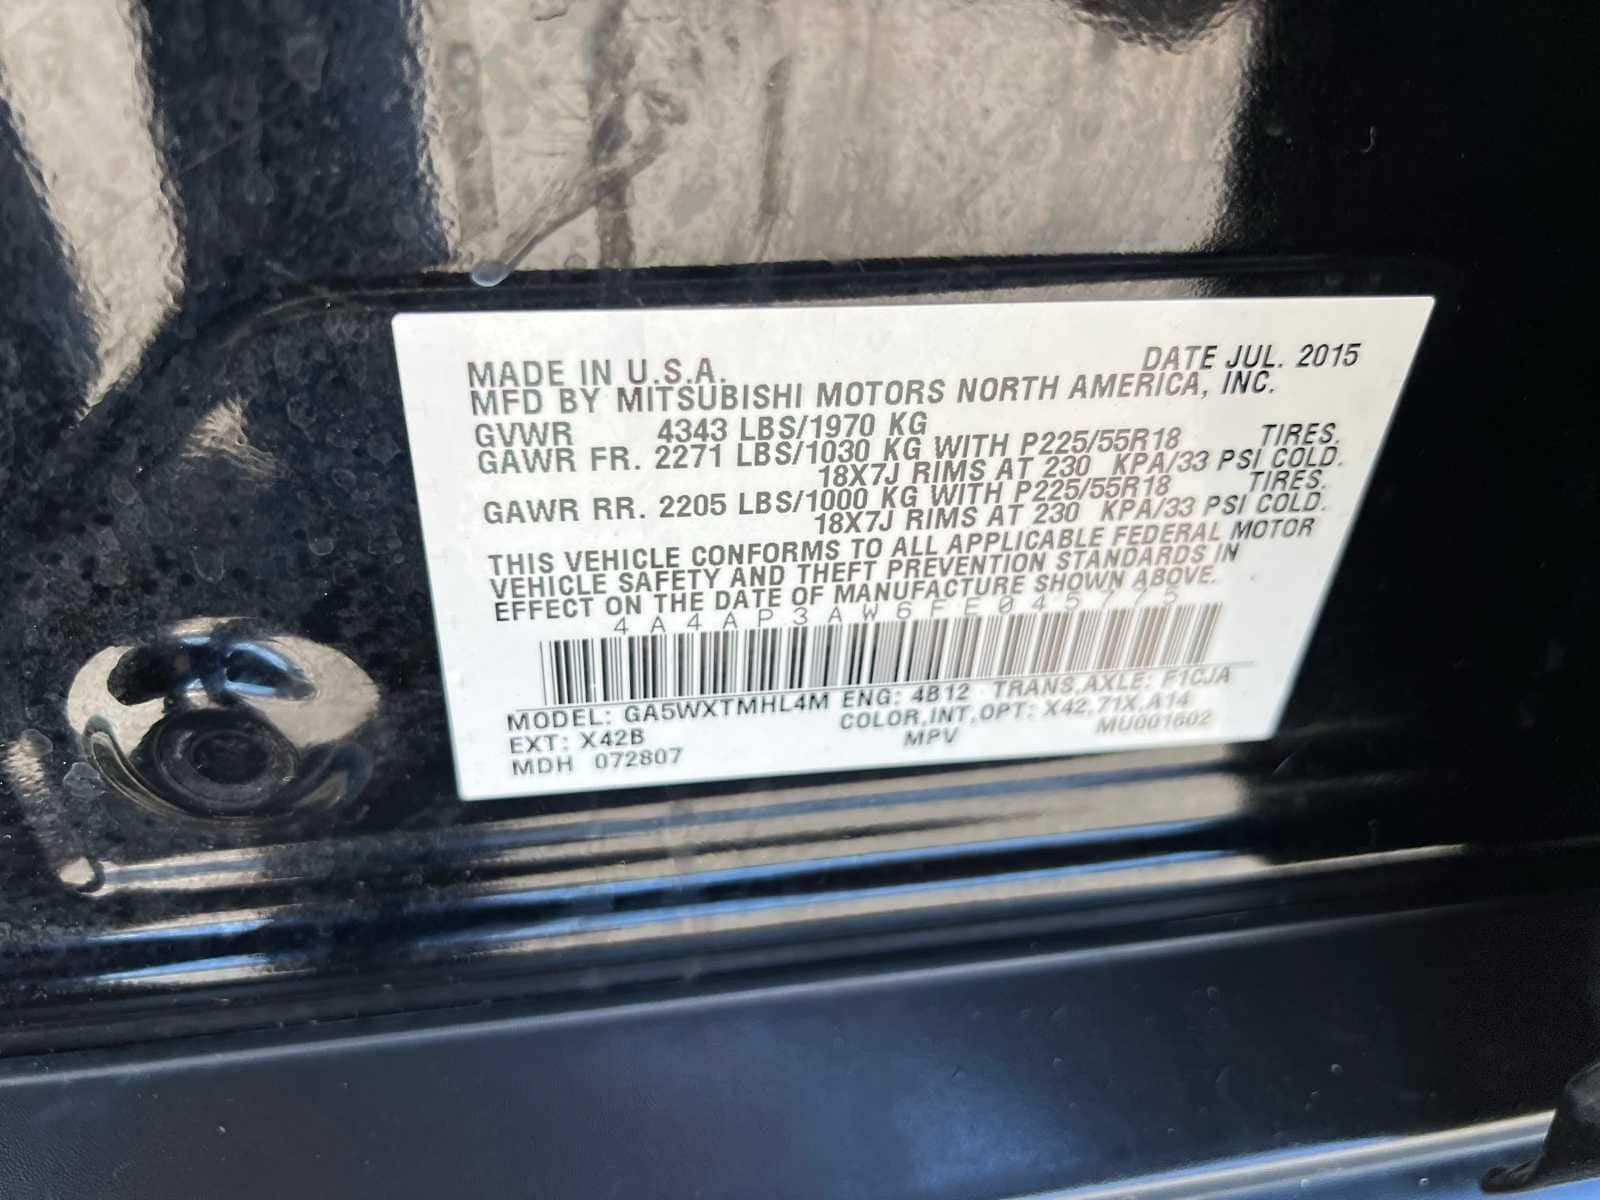 MADE IN U.S.A. DATE JUL. 2015
MFD BY MITSUBISHI MOTORS NORTH AMERICA, INC.
GVWR 4343 LBS/1970 KG
GAWR FR. 2271 LBS/1030 KG WITH P225/55R18 TIRES.
18X7J RIMS AT 230 KPA/33 PSI COLD.
GAWR RR. 2205 LBS/1000 KG WITH P225/55R18 TIRES.
18X7J RIMS AT 230 KPA/33 PSI COLD.
THIS VEHICLE CONFORMS TO ALL APPLICABLE FEDERAL MOTOR
VEHICLE SAFETY AND THEFT PREVENTION STANDARDS IN
EFFECT ON THE DATE OF MANUFACTURE SHOWN ABOVE.
4A4AP3AW6FE045775
MODEL: GA5WXTMHL4M ENG: 4B12 TRANS,AXLE: F1CJA
EXT: X42B COLOR,INT,OPT: X42,71X,A14
MDH 072807 MPV MU001602